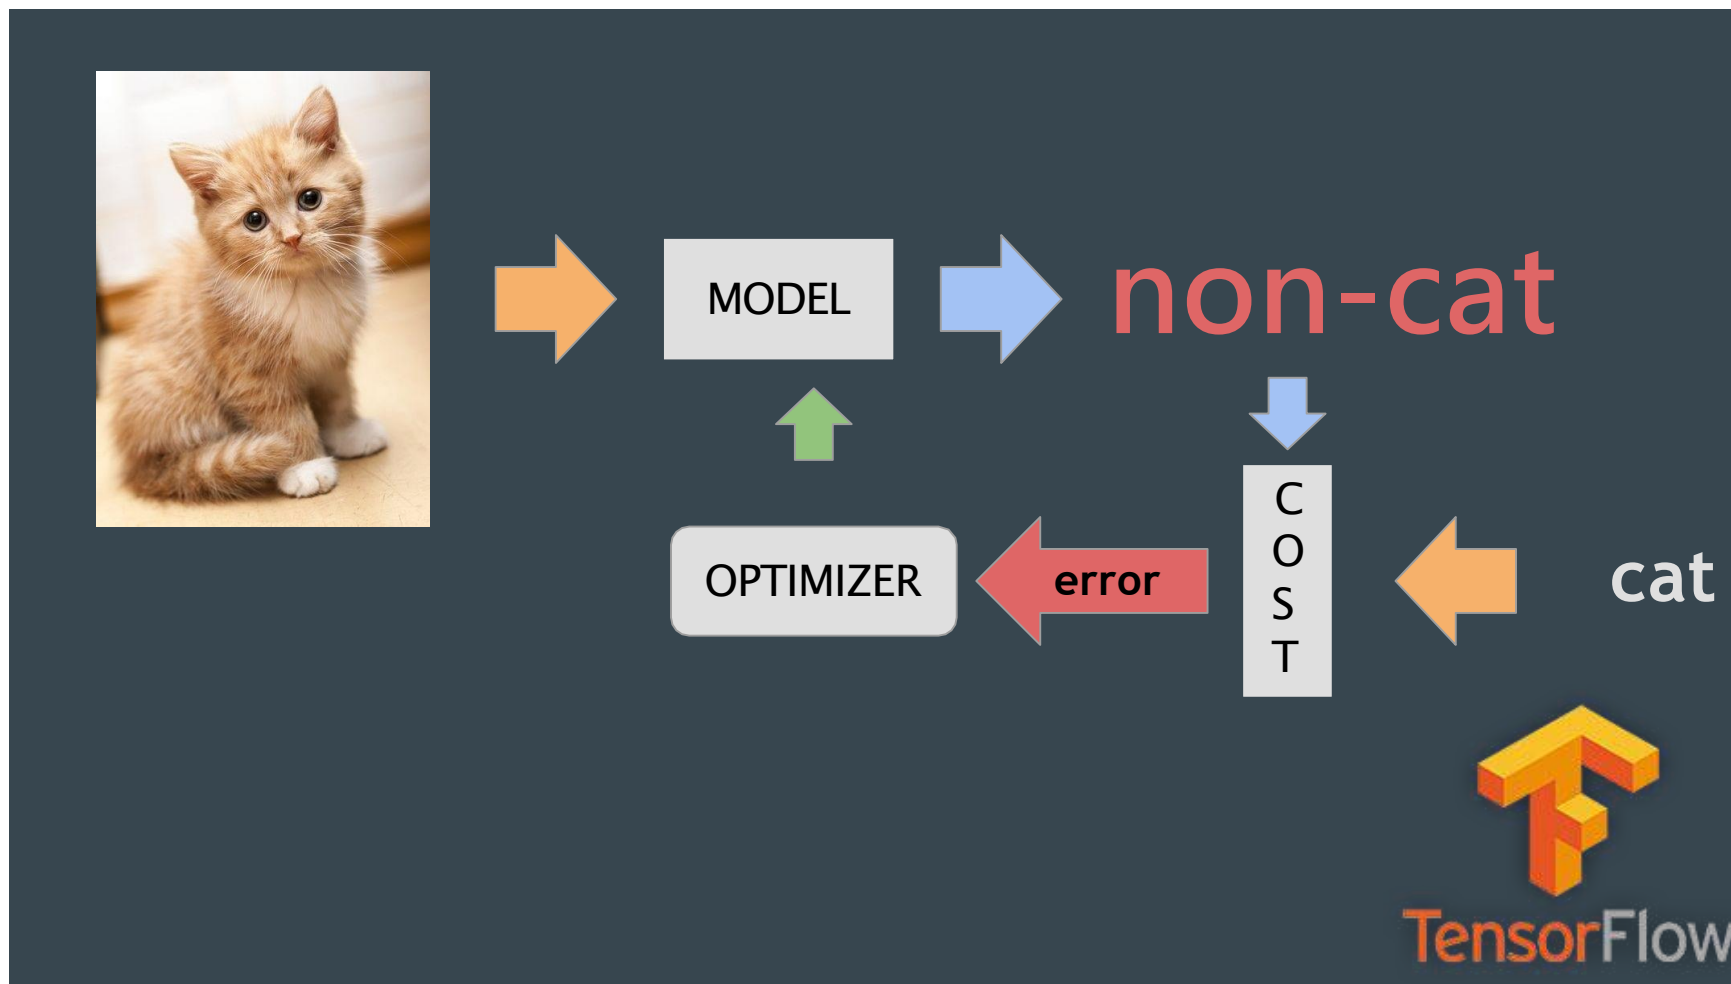 MODEL
non-cat
C
O
S
T
OPTIMIZER
error
cat
TensorFlow